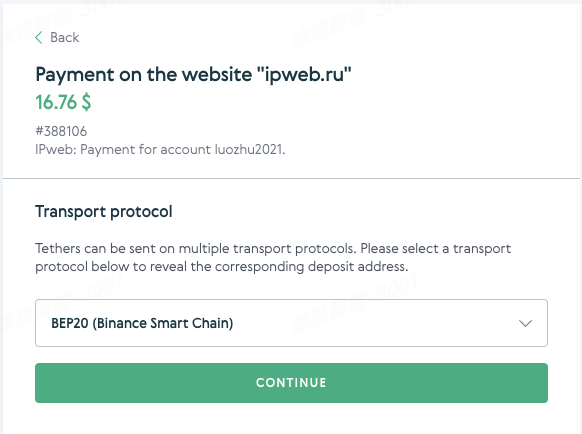 Back
Payment on the website "ipweb.ru"
16.76 $
#388106
IPweb: Payment for account luozhu2021.
Transport protocol
Tethers can be sent on multiple transport protocols. Please select a transport
protocol below to reveal the corresponding deposit address.
BEP20 (Binance Smart Chain)
CONTINUE